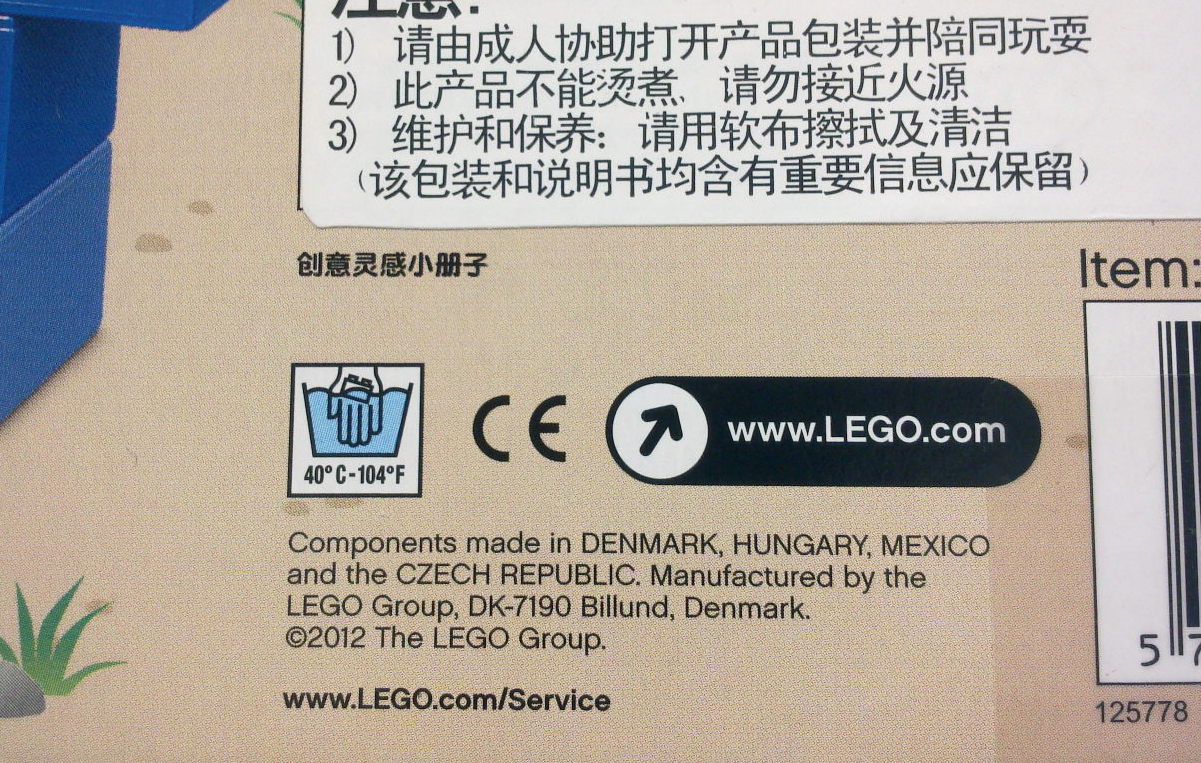 注意:
1) 请由成人协助打开产品包装并陪同玩耍
2) 此产品不能烫煮、请勿接近火源
3) 维护和保养：请用软布擦拭及清洁
（该包装和说明书均含有重要信息应保留）
创意灵感小册子
Item:
40°C-104°F
CE
www.LEGO.com
Components made in DENMARK, HUNGARY, MEXICO
and the CZECH REPUBLIC. Manufactured by the
LEGO Group, DK-7190 Billund, Denmark.
©2012 The LEGO Group.
www.LEGO.com/Service
5 7
125778